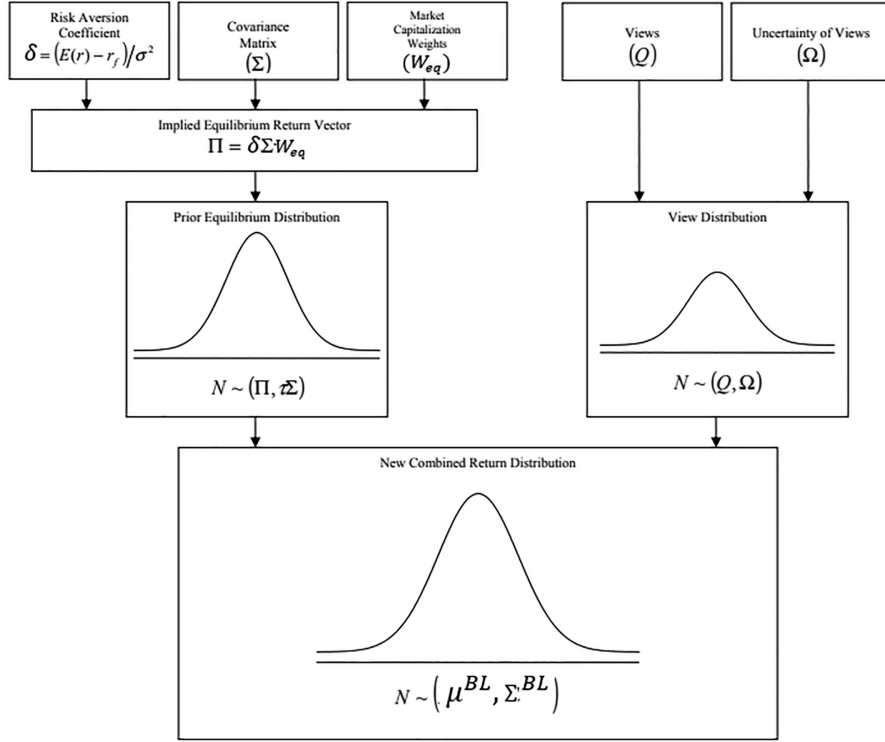 Risk Aversion
Coefficient
δ = (E(r) − r_f)/σ²
Covariance
Matrix
(Σ)
Market
Capitalization
Weights
(W_eq)
Views
(Q)
Uncertainty of Views
(Ω)
Implied Equilibrium Return Vector
Π = δΣW_eq
Prior Equilibrium Distribution
N ~ (Π, τΣ)
View Distribution
N ~ (Q, Ω)
New Combined Return Distribution
N ~ (μ^BL, Σ^BL)